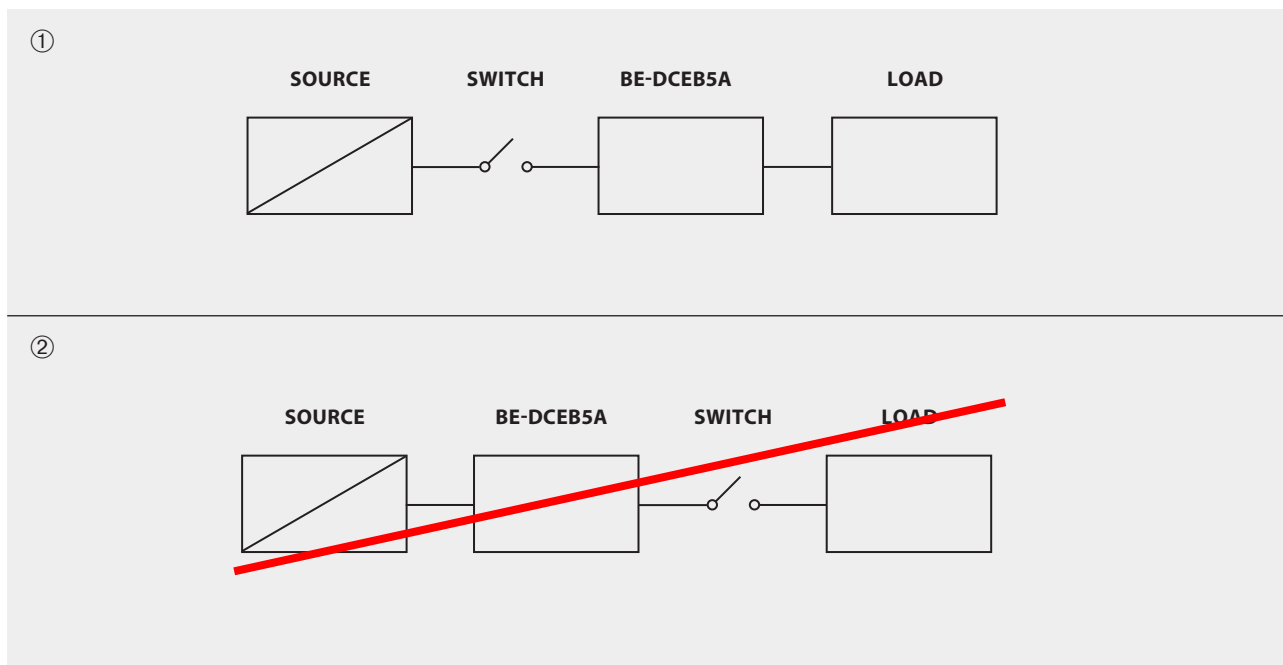 ①
SOURCE SWITCH BE-DCEB5A LOAD
②
SOURCE BE-DCEB5A SWITCH LOAD